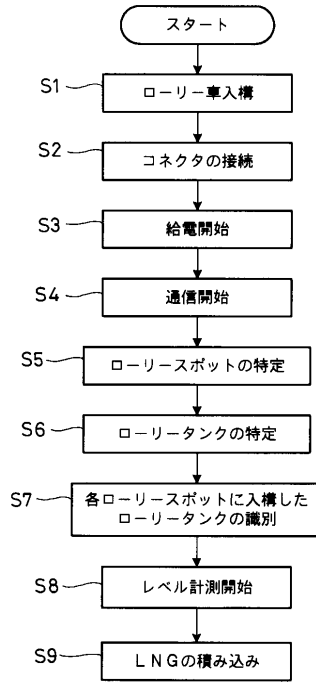 スタート
S1
ローリー車入構
S2
コネクタの接続
S3
給電開始
S4
通信開始
S5
ローリースポットの特定
S6
ローリータンクの特定
S7
各ローリースポットに入構した
ローリータンクの識別
S8
レベル計測開始
S9
LNGの積み込み